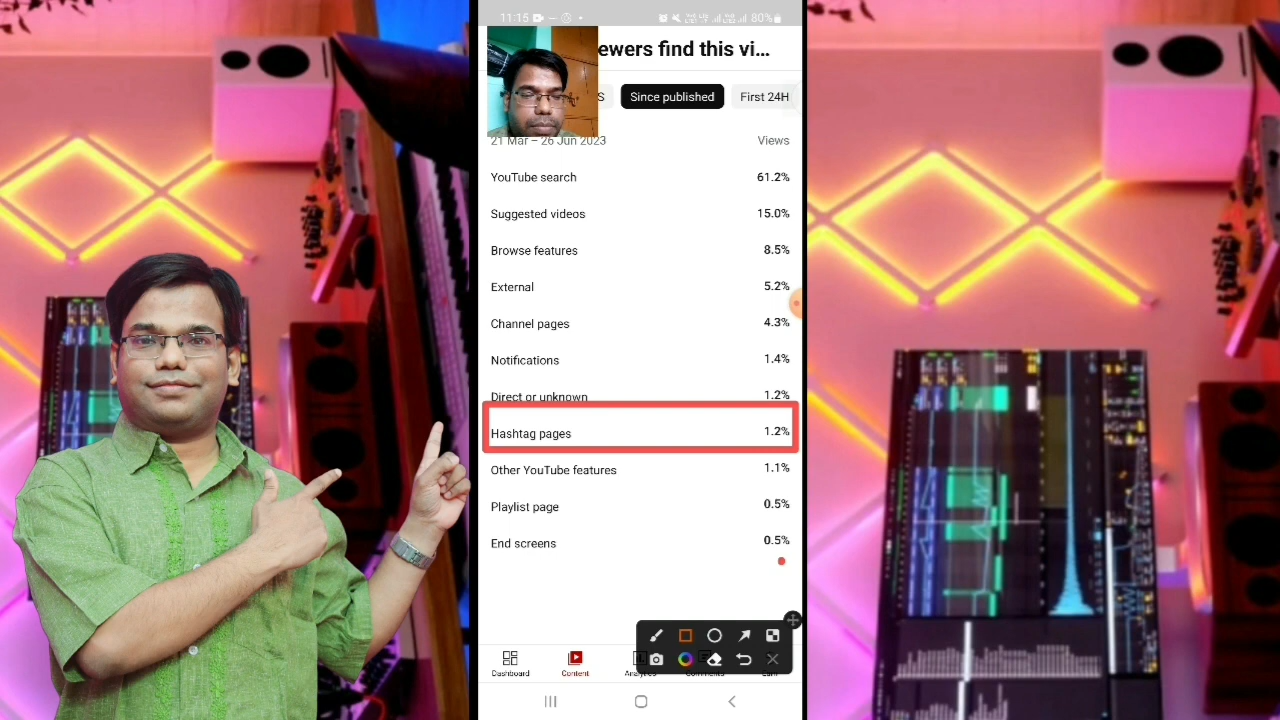 11:15
80%
ewers find this vi...
S
Since published
First 24H
21 Mar – 26 Jun 2023
Views
YouTube search 61.2%
Suggested videos 15.0%
Browse features 8.5%
External 5.2%
Channel pages 4.3%
Notifications 1.4%
Direct or unknown 1.2%
Hashtag pages 1.2%
Other YouTube features 1.1%
Playlist page 0.5%
End screens 0.5%
Dashboard
Content